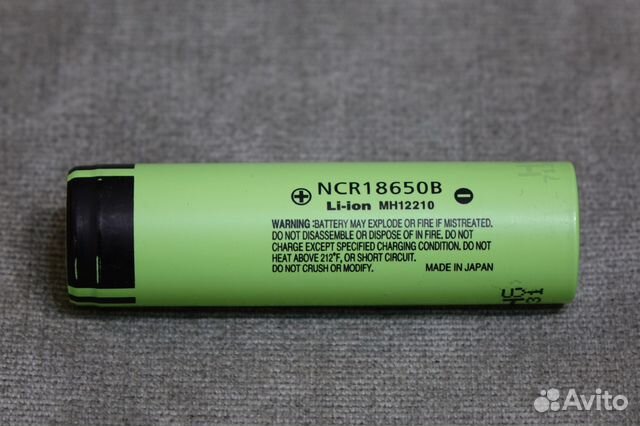 ⊕ NCR18650B ⊖
Li-ion MH12210
WARNING:BATTERY MAY EXPLODE OR FIRE IF MISTREATED.
DO NOT DISASSEMBLE OR DISPOSE OF IN FIRE. DO NOT
CHARGE EXCEPT SPECIFIED CHARGING CONDITION. DO NOT
HEAT ABOVE 212°F, OR SHORT CIRCUIT.
DO NOT CRUSH OR MODIFY. MADE IN JAPAN
Avito